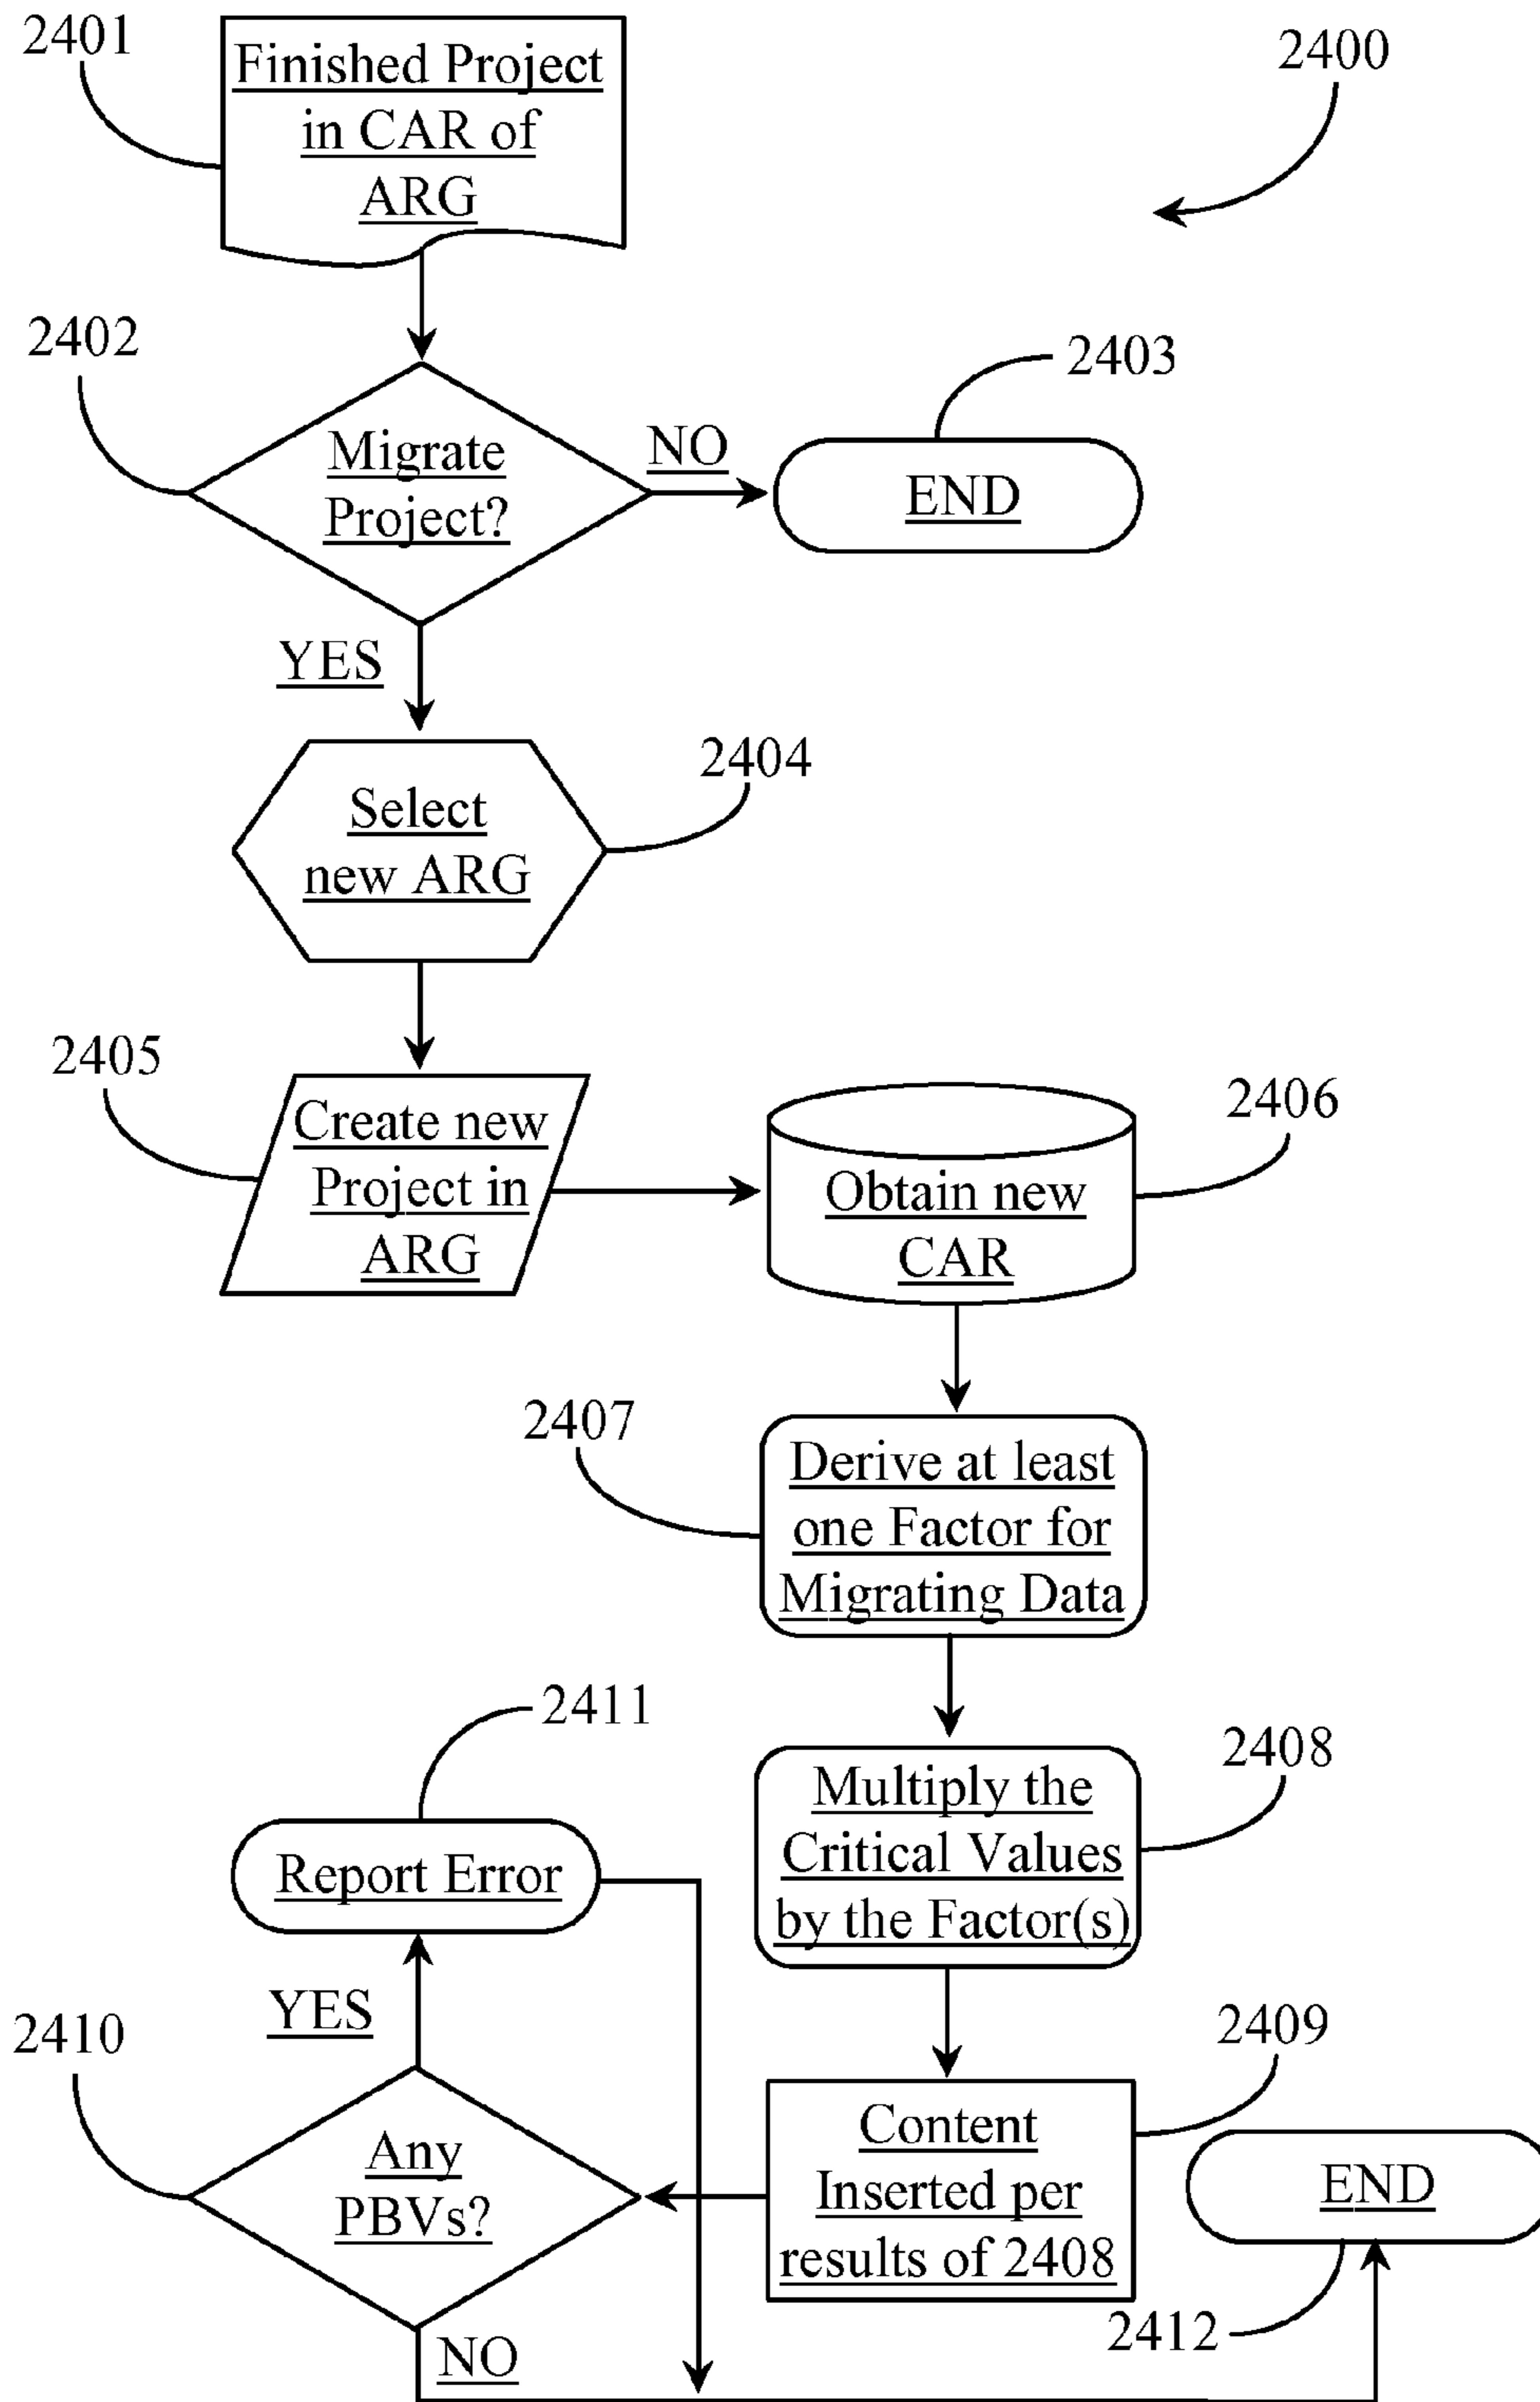 2401
Finished Project
in CAR of
ARG
2400
2402
Migrate
Project?
NO
2403
END
YES
2404
Select
new ARG
2405
Create new
Project in
ARG
2406
Obtain new
CAR
2407
Derive at least
one Factor for
Migrating Data
2408
Multiply the
Critical Values
by the Factor(s)
2411
Report Error
YES
2410
Any
PBVs?
NO
2409
Content
Inserted per
results of 2408
END
2412